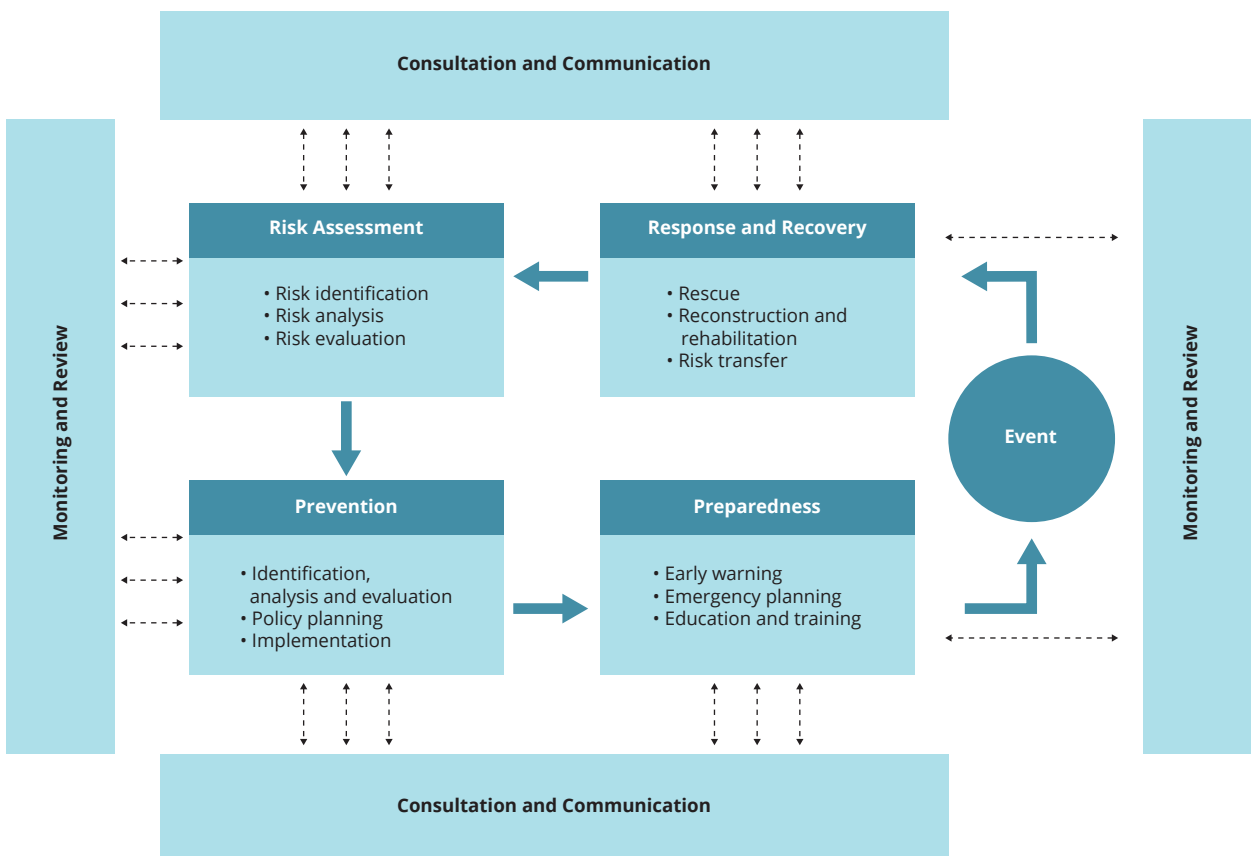 Consultation and Communication
Monitoring and Review
Risk Assessment
• Risk identification
• Risk analysis
• Risk evaluation
Response and Recovery
• Rescue
• Reconstruction and
rehabilitation
• Risk transfer
Event
Monitoring and Review
Prevention
• Identification,
analysis and evaluation
• Policy planning
• Implementation
Preparedness
• Early warning
• Emergency planning
• Education and training
Consultation and Communication